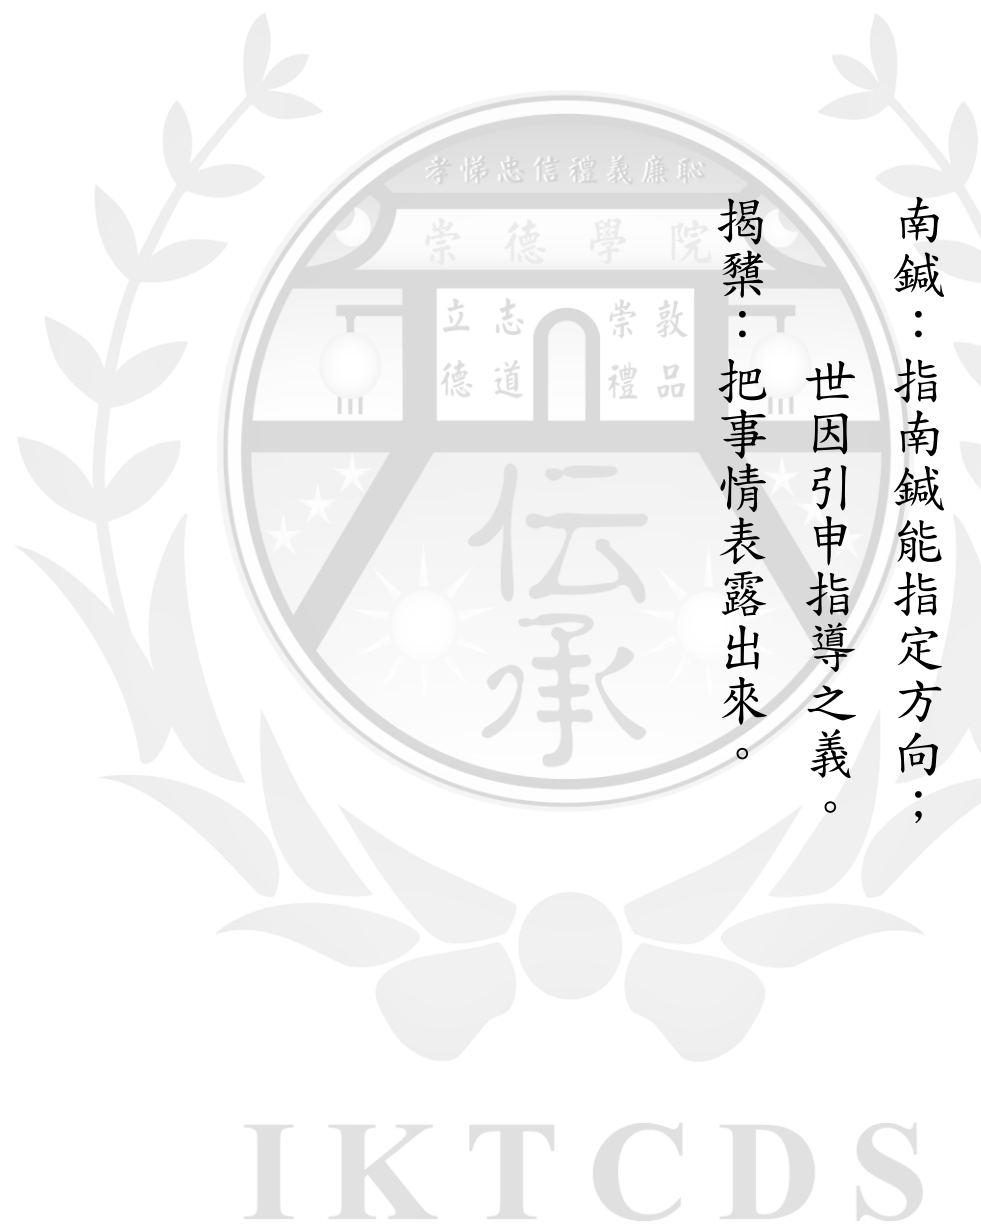 南鍼：指南鍼能指定方向；
世因引申指導之義。
揭櫫：把事情表露出來。
孝悌忠信禮義廉恥
崇德學院
立志
德道
崇敦
禮品
伝承
IKTCDS